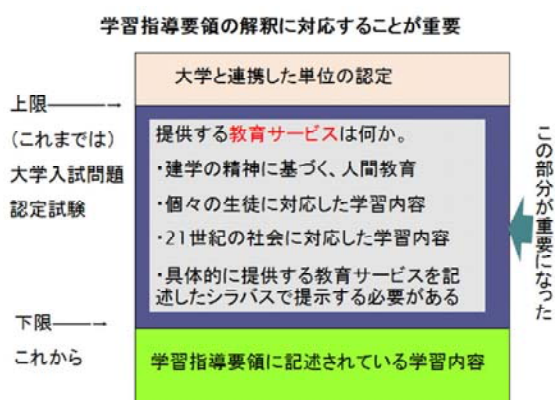 学習指導要領の解釈に対応することが重要
大学と連携した単位の認定
上限――→
(これまでは)
大学入試問題
認定試験
提供する教育サービスは何か。
・建学の精神に基づく、人間教育
・個々の生徒に対応した学習内容
・21世紀の社会に対応した学習内容
・具体的に提供する教育サービスを記
述したシラバスで提示する必要がある
この部分が重要になった
下限――→
これから
学習指導要領に記述されている学習内容